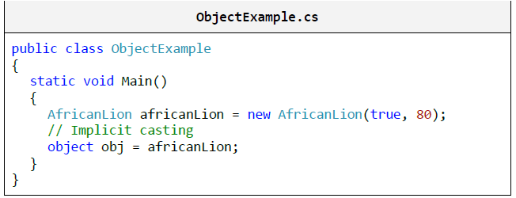 ObjectExample.cs
public class ObjectExample
{
static void Main()
{
AfricanLion africanLion = new AfricanLion(true, 80);
// Implicit casting
object obj = africanLion;
}
}